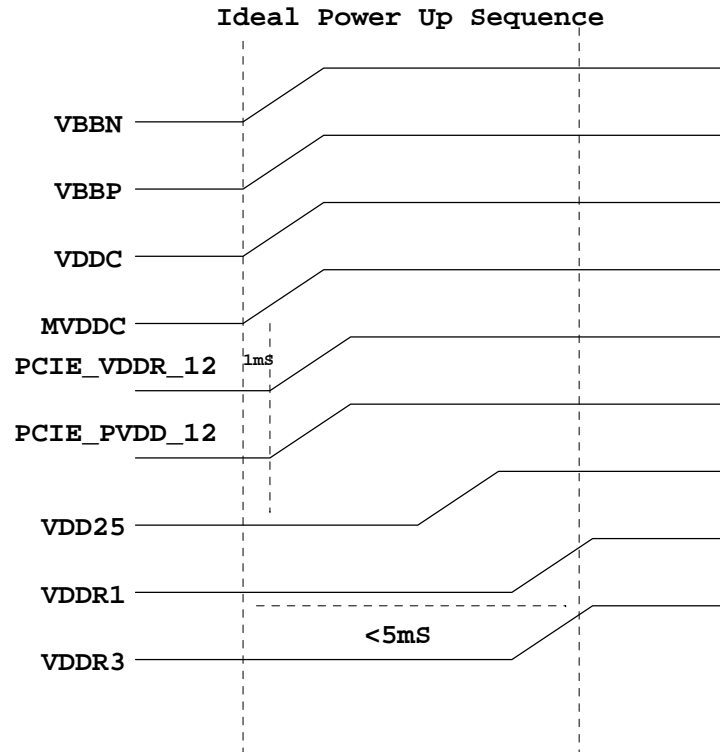 Ideal Power Up Sequence
VBBN
VBBP
VDDC
MVDDC
PCIE_VDDR_12
1mS
PCIE_PVDD_12
VDD25
VDDR1
<5mS
VDDR3